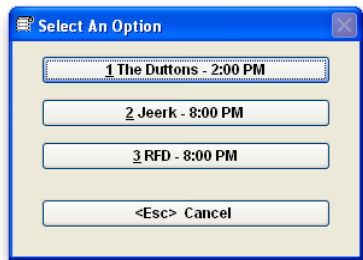 Select An Option
1 The Duttons - 2:00 PM
2 Jeerk - 8:00 PM
3 RFD - 8:00 PM
<Esc> Cancel